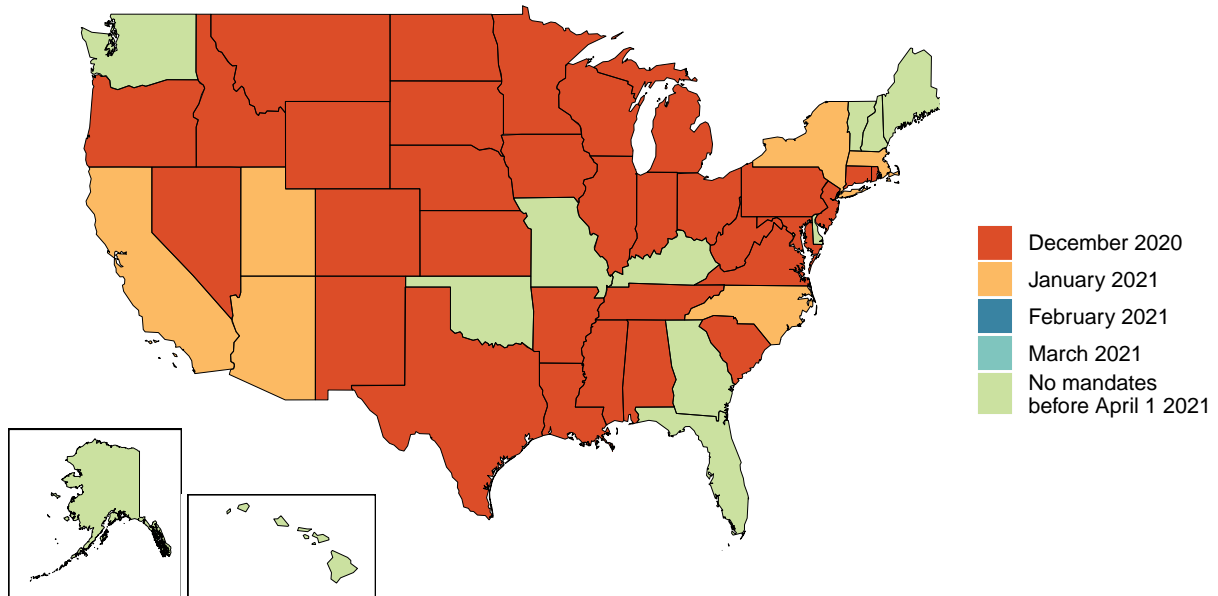 December 2020
January 2021
February 2021
March 2021
No mandates
before April 1 2021